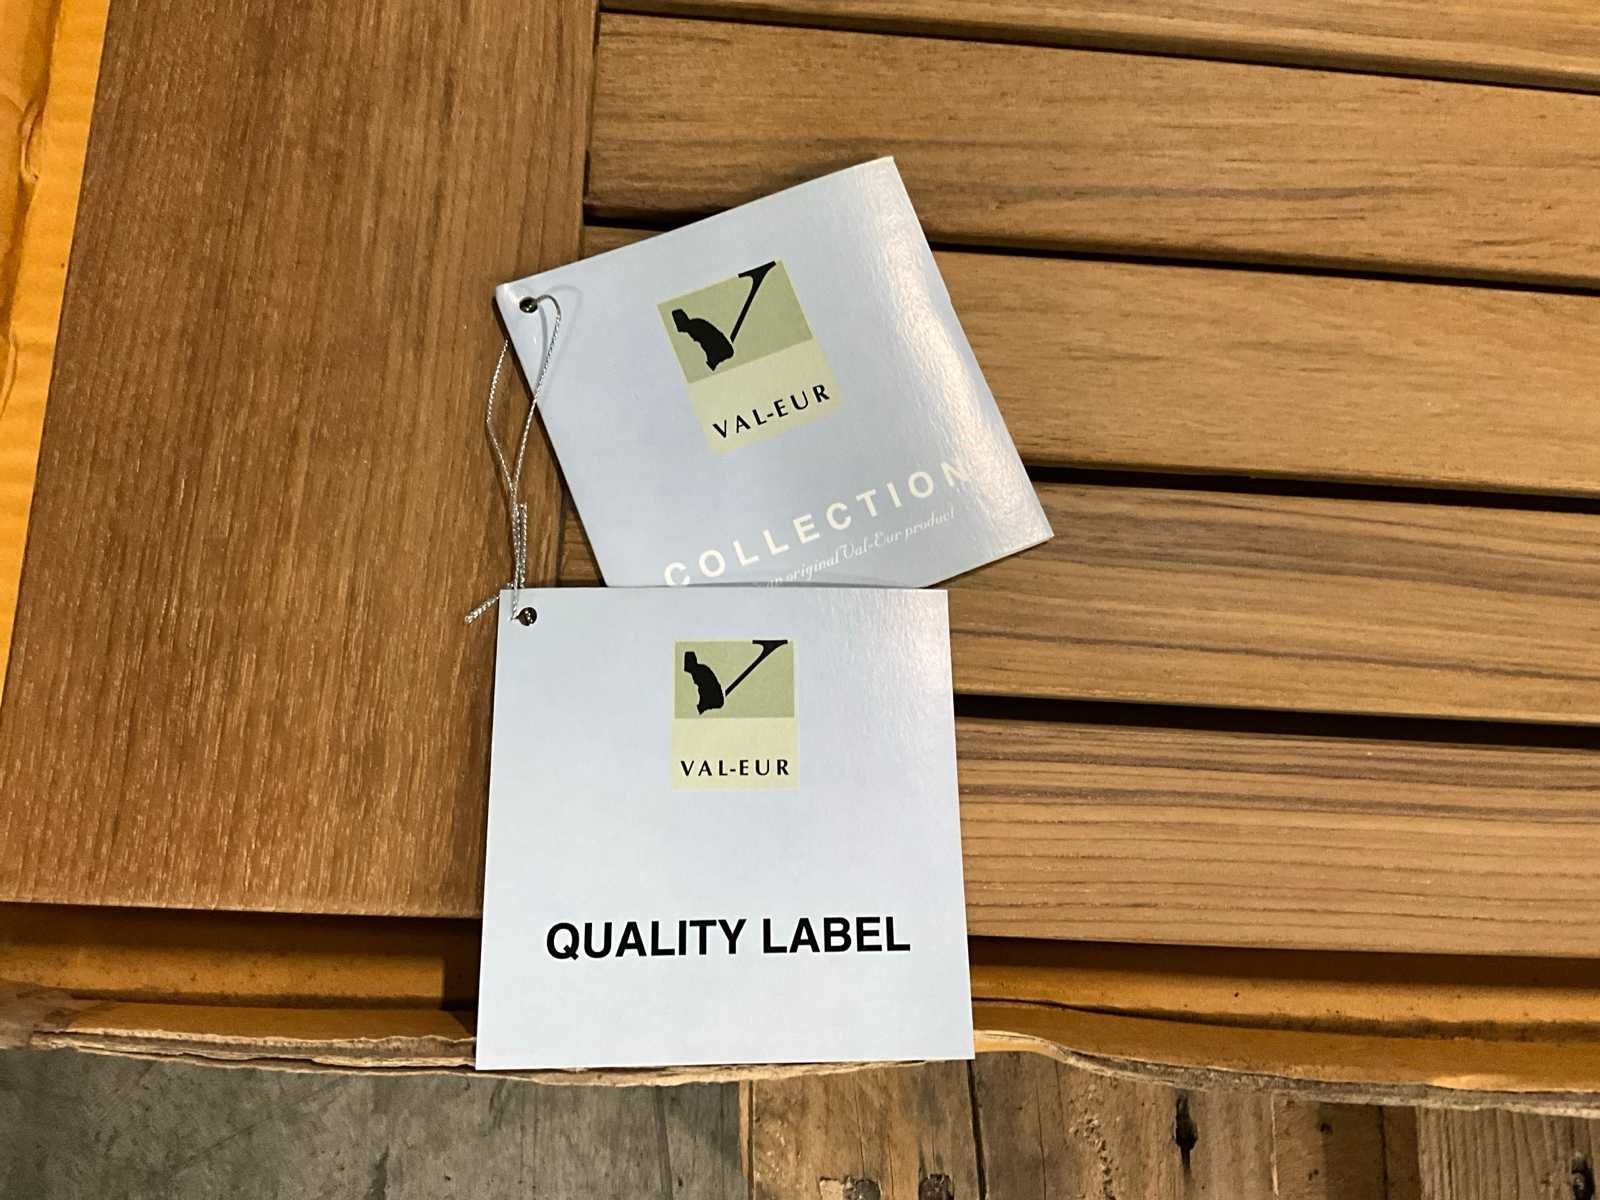 VAL-EUR
COLLECTION
an original Val-Eur product
VAL-EUR
QUALITY LABEL